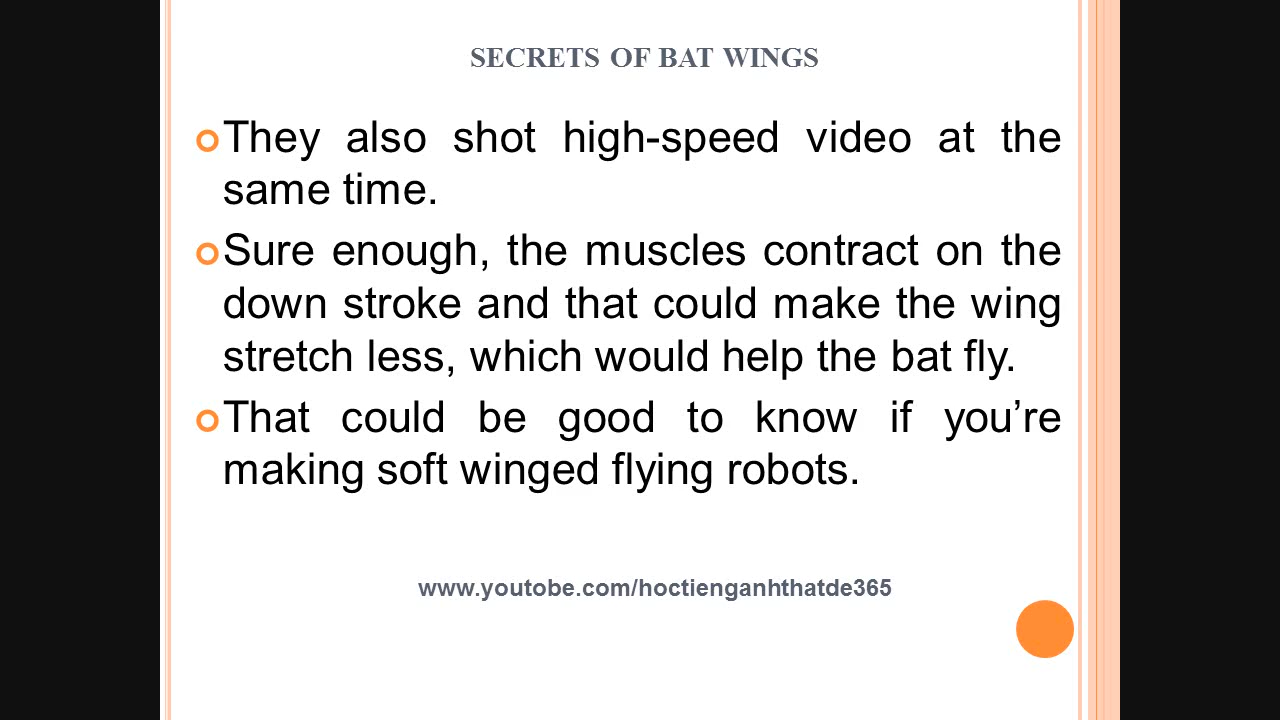 SECRETS OF BAT WINGS
They also shot high-speed video at the
same time.
Sure enough, the muscles contract on the
down stroke and that could make the wing
stretch less, which would help the bat fly.
That could be good to know if you’re
making soft winged flying robots.
www.youtobe.com/hoctienganhthatde365